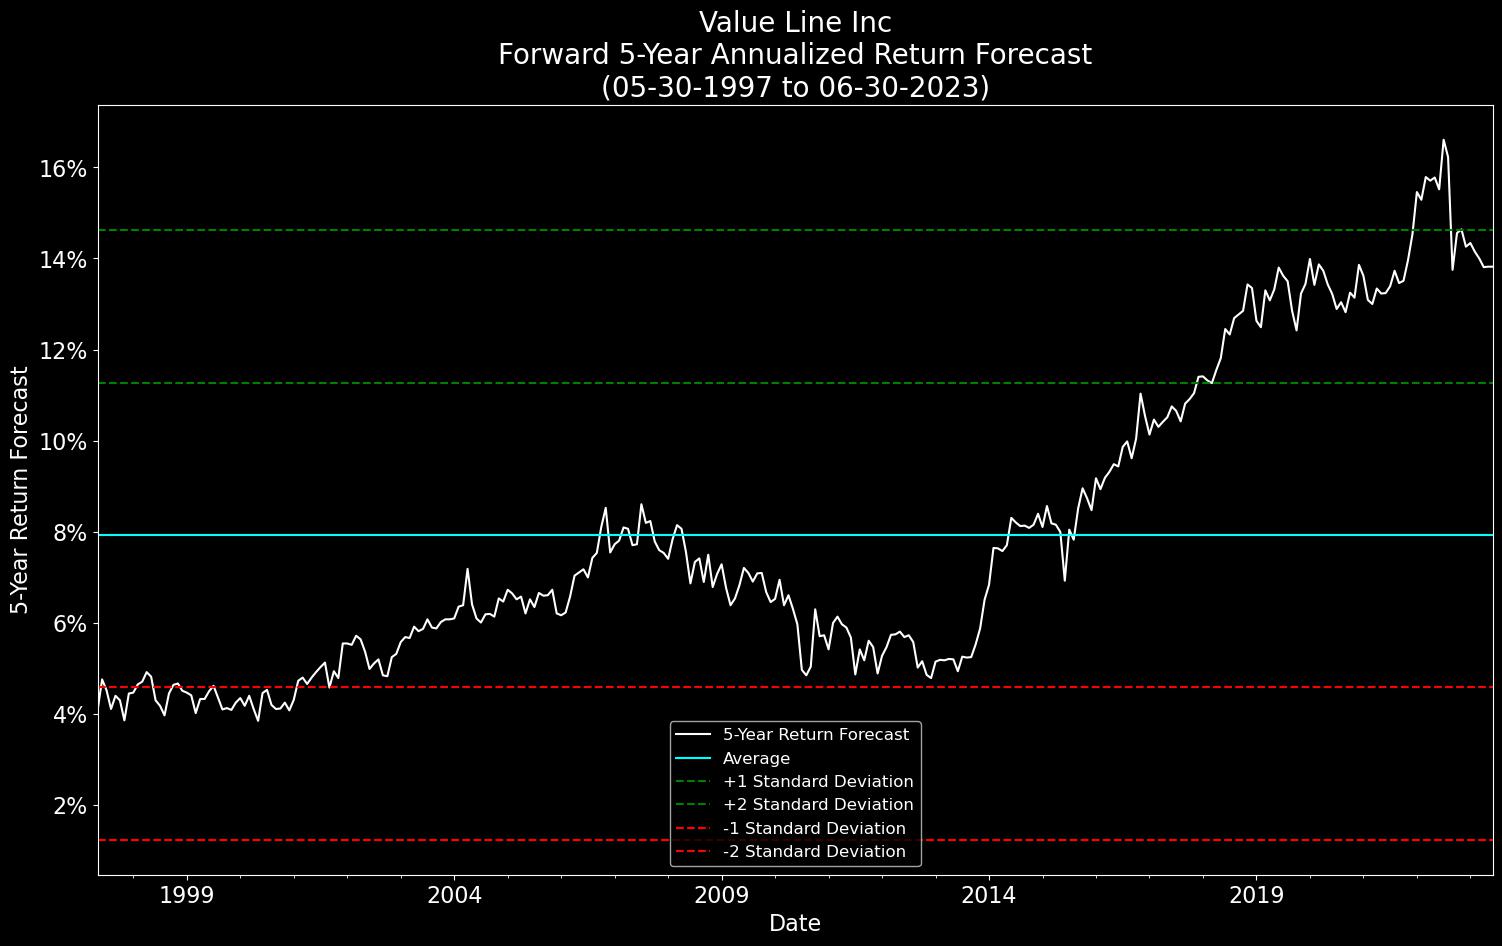 Value Line Inc
Forward 5-Year Annualized Return Forecast
(05-30-1997 to 06-30-2023)
5-Year Return Forecast
16%
14%
12%
10%
8%
6%
4%
2%
5-Year Return Forecast
Average
+1 Standard Deviation
+2 Standard Deviation
-1 Standard Deviation
-2 Standard Deviation
1999 2004 2009 2014 2019
Date